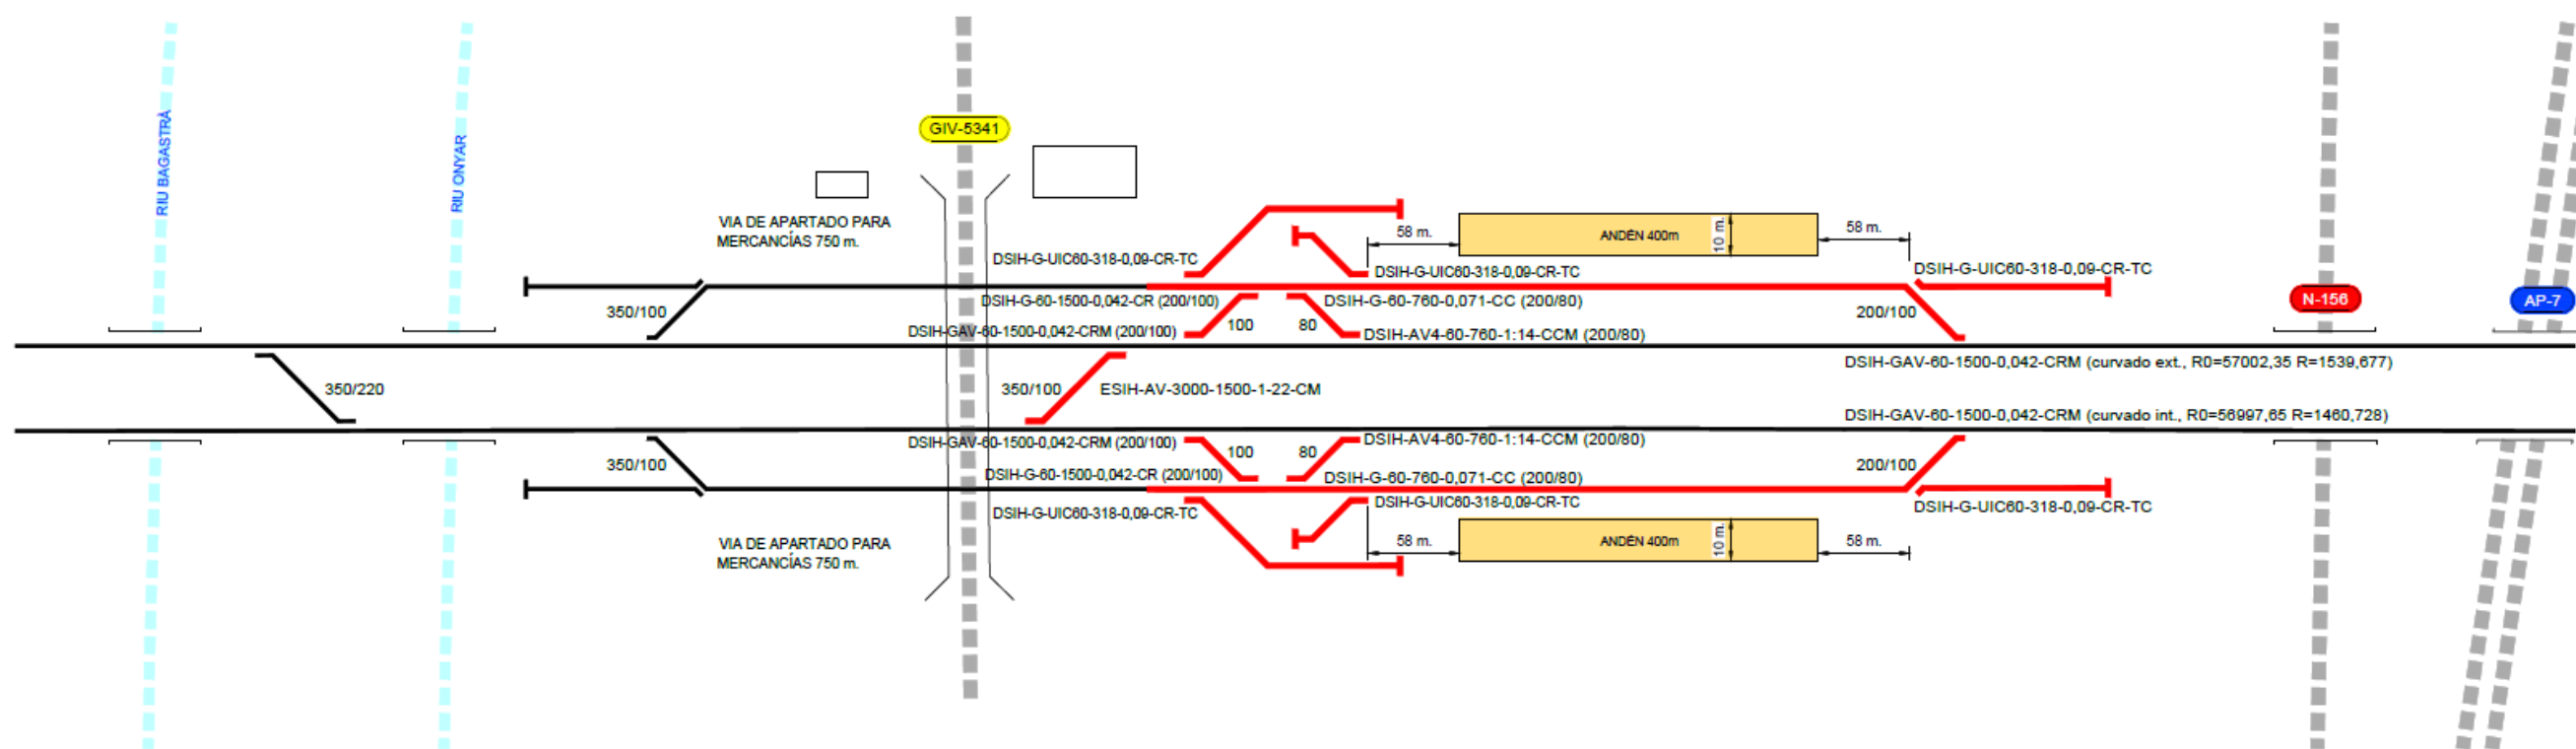 RIU BAGASTRÀ
RIU ONYAR
GIV-5341
VIA DE APARTADO PARA
MERCANCÍAS 750 m.
DSIH-G-UIC60-318-0,09-CR-TC
58 m.
ANDÉN 400m
10 m.
58 m.
DSIH-G-UIC60-318-0,09-CR-TC
DSIH-G-UIC60-318-0,09-CR-TC
350/100
DSIH-G-60-1500-0,042-CR (200/100)
DSIH-G-60-760-0,071-CC (200/80)
200/100
N-156
AP-7
DSIH-GAV-60-1500-0,042-CRM (200/100)
100
80
DSIH-AV4-60-760-1:14-CCM (200/80)
DSIH-GAV-60-1500-0,042-CRM (curvado ext., R0=57002,35 R=1539,677)
350/220
350/100
ESIH-AV-3000-1500-1-22-CM
DSIH-GAV-60-1500-0,042-CRM (curvado int., R0=56997,65 R=1460,728)
DSIH-GAV-60-1500-0,042-CRM (200/100)
100
80
DSIH-AV4-60-760-1:14-CCM (200/80)
350/100
DSIH-G-60-1500-0,042-CR (200/100)
DSIH-G-60-760-0,071-CC (200/80)
200/100
DSIH-G-UIC60-318-0,09-CR-TC
DSIH-G-UIC60-318-0,09-CR-TC
DSIH-G-UIC60-318-0,09-CR-TC
VIA DE APARTADO PARA
MERCANCÍAS 750 m.
58 m.
ANDÉN 400m
10 m.
58 m.